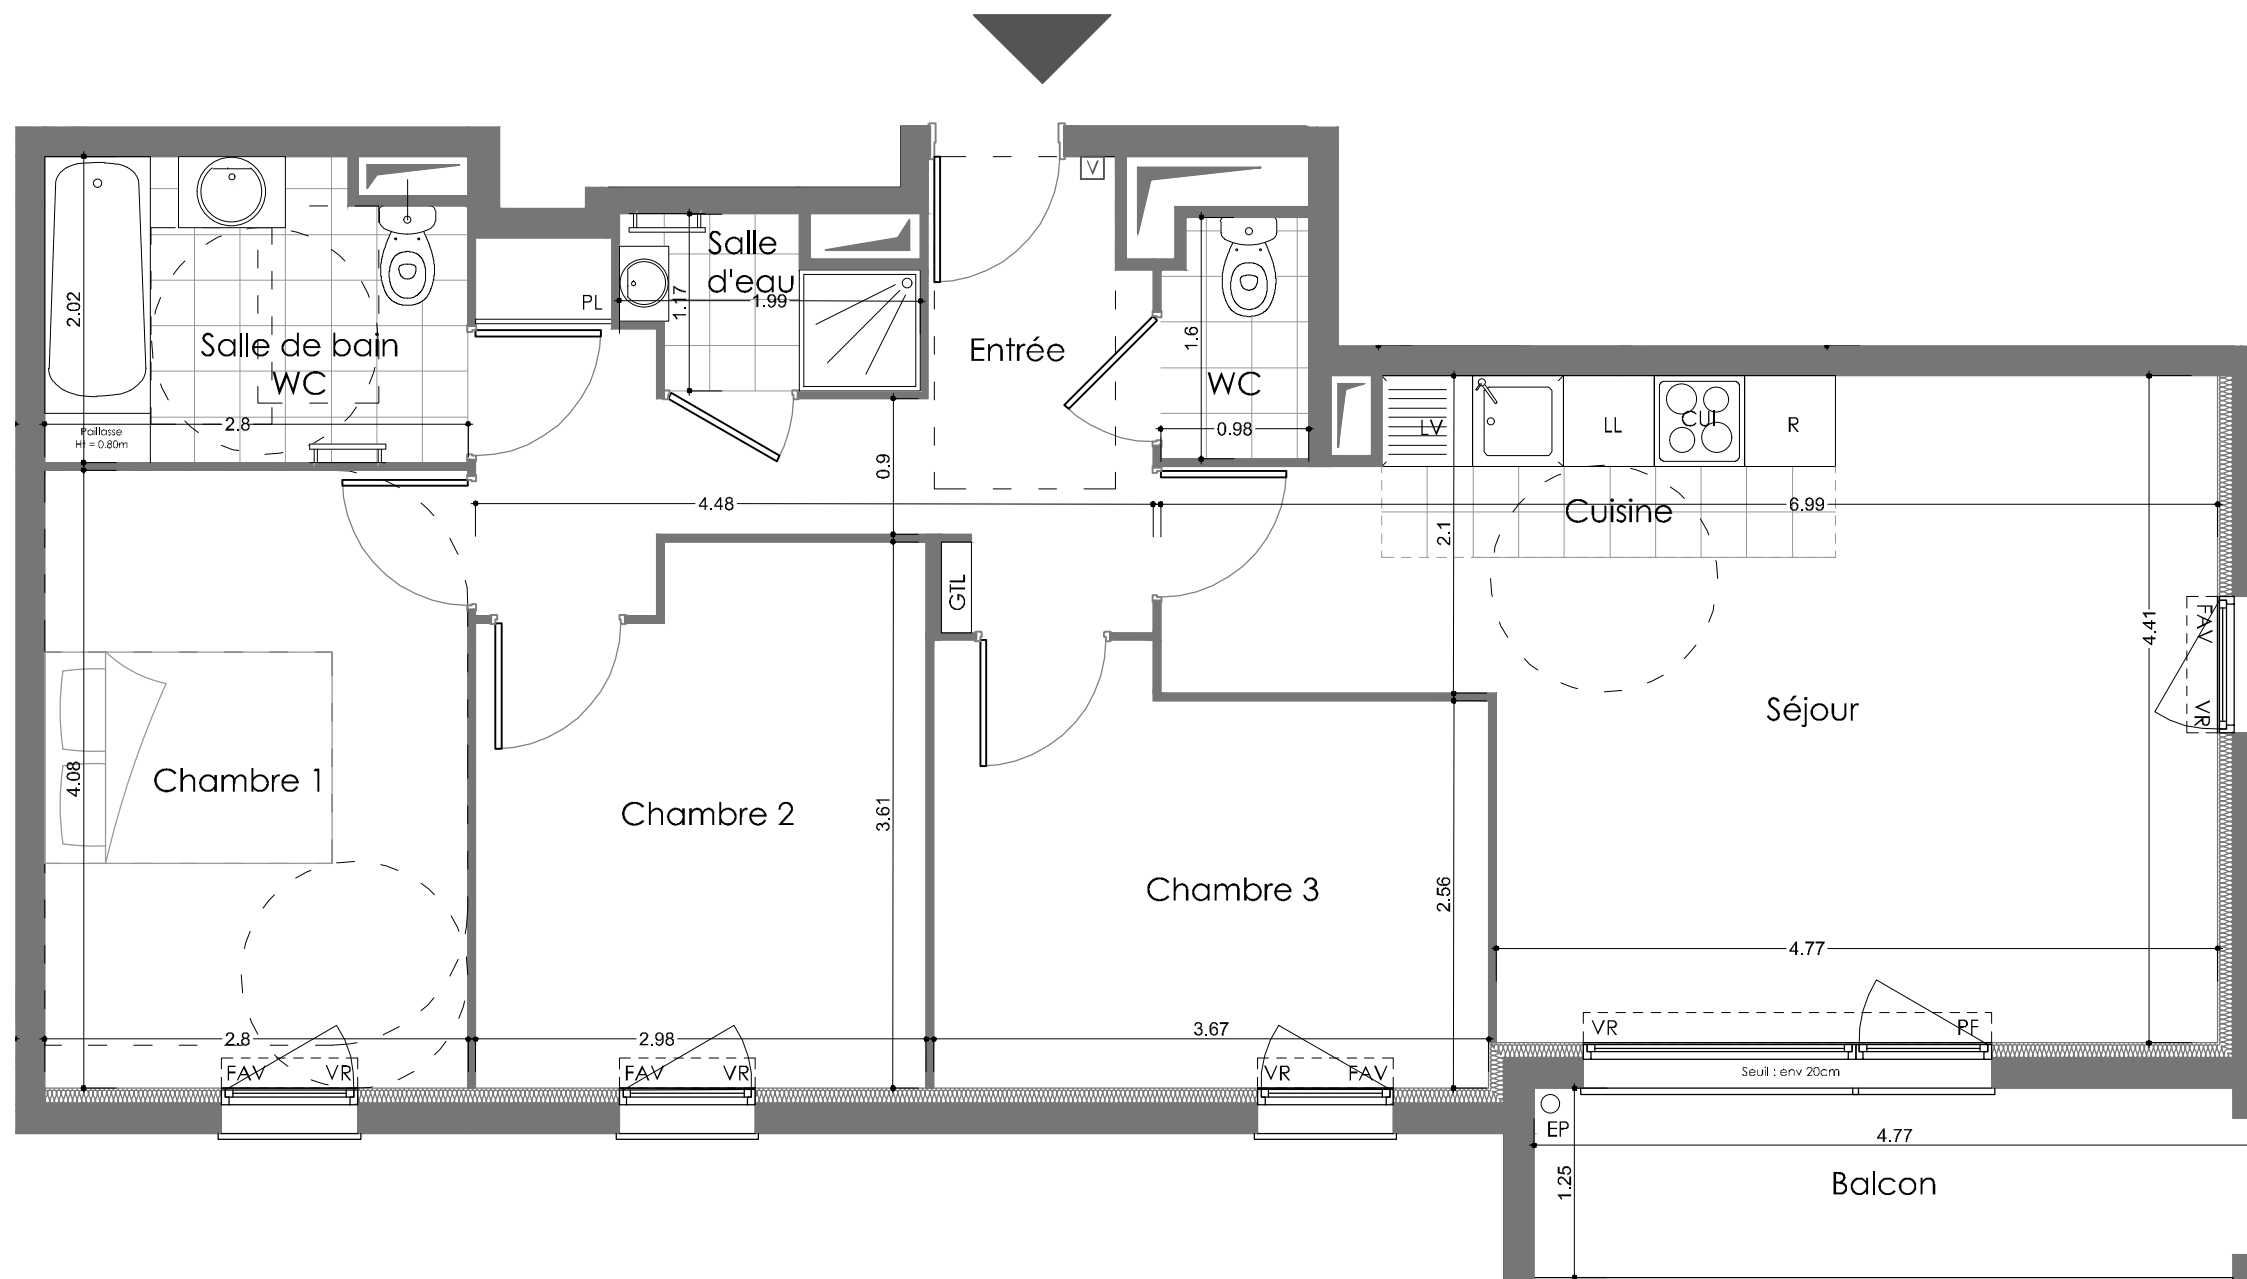 V
Salle
d'eau
2.02
PL
1.17
1.99
Salle de bain
WC
Entrée
1.6
WC
2.8
Paillasse
Ht = 0.80m
0.98
LV
LL
CUI
R
0.9
4.48
Cuisine
6.99
2.1
GTL
FAV
VR
4.41
Séjour
4.08
Chambre 1
Chambre 2
3.61
Chambre 3
2.56
4.77
2.8
2.98
3.67
VR
PF
FAV
VR
FAV
VR
VR
FAV
Seuil : env 20cm
EP
4.77
1.25
Balcon